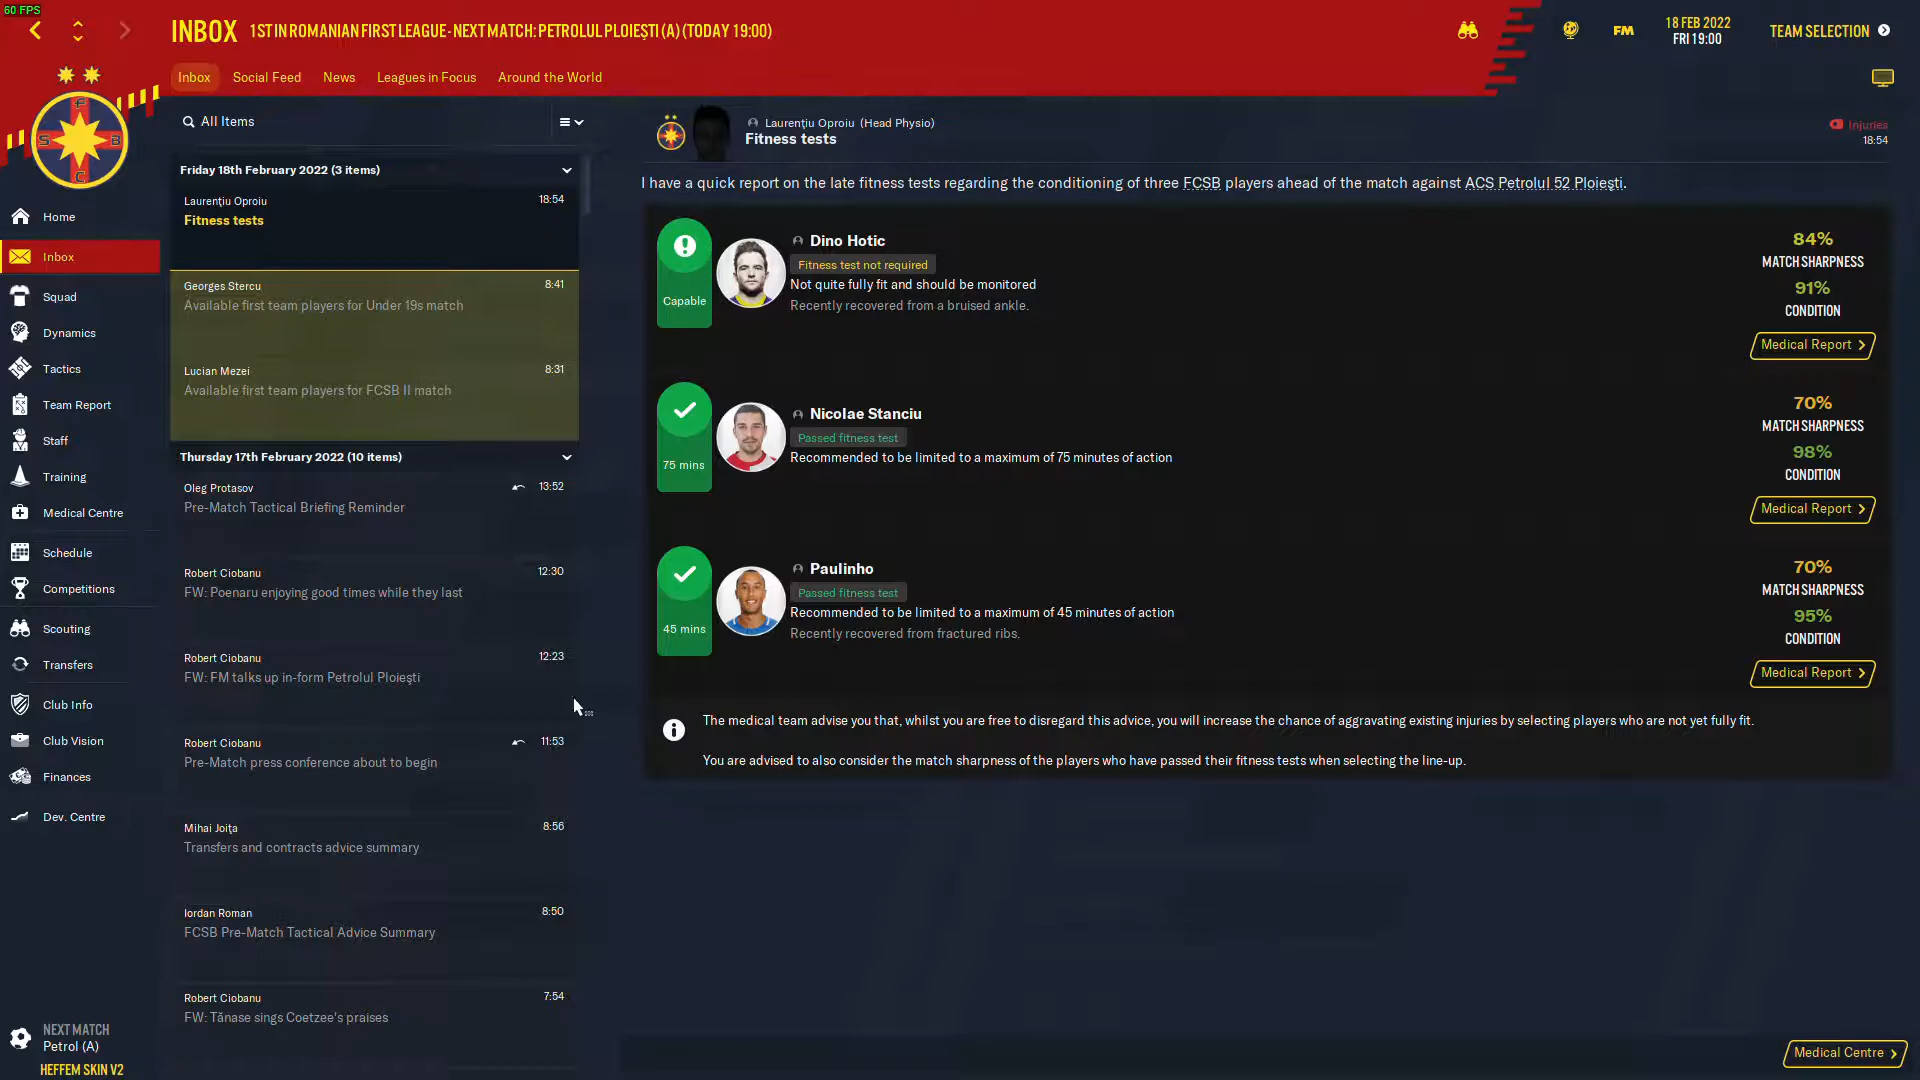 60 FPS
INBOX
1ST IN ROMANIAN FIRST LEAGUE - NEXT MATCH: PETROLUL PLOIEȘTI (A) (TODAY 19:00)
FM
18 FEB 2022
FRI 19:00
TEAM SELECTION
Inbox
Social Feed
News
Leagues in Focus
Around the World
F
S B
C
Home
Inbox
Squad
Dynamics
Tactics
Team Report
Staff
Training
Medical Centre
Schedule
Competitions
Scouting
Transfers
Club Info
Club Vision
Finances
Dev. Centre
NEXT MATCH
Petrol (A)
HEFFEM SKIN V2
All Items
Friday 18th February 2022 (3 items)
Laurențiu Oproiu 18:54
Fitness tests
Georges Stercu 8:41
Available first team players for Under 19s match
Lucian Mezei 8:31
Available first team players for FCSB II match
Thursday 17th February 2022 (10 items)
Oleg Protasov 13:52
Pre-Match Tactical Briefing Reminder
Robert Ciobanu 12:30
FW: Poenaru enjoying good times while they last
Robert Ciobanu 12:23
FW: FM talks up in-form Petrolul Ploiești
Robert Ciobanu 11:53
Pre-Match press conference about to begin
Mihai Joița 8:56
Transfers and contracts advice summary
Iordan Roman 8:50
FCSB Pre-Match Tactical Advice Summary
Robert Ciobanu 7:54
FW: Tănase sings Coetzee's praises
Laurențiu Oproiu (Head Physio)
Fitness tests
Injuries
18:54
I have a quick report on the late fitness tests regarding the conditioning of three FCSB players ahead of the match against ACS Petrolul 52 Ploiești.
Capable
Dino Hotic
Fitness test not required
Not quite fully fit and should be monitored
Recently recovered from a bruised ankle.
84%
MATCH SHARPNESS
91%
CONDITION
Medical Report
75 mins
Nicolae Stanciu
Passed fitness test
Recommended to be limited to a maximum of 75 minutes of action
70%
MATCH SHARPNESS
98%
CONDITION
Medical Report
45 mins
Paulinho
Passed fitness test
Recommended to be limited to a maximum of 45 minutes of action
Recently recovered from fractured ribs.
70%
MATCH SHARPNESS
95%
CONDITION
Medical Report
The medical team advise you that, whilst you are free to disregard this advice, you will increase the chance of aggravating existing injuries by selecting players who are not yet fully fit.
You are advised to also consider the match sharpness of the players who have passed their fitness tests when selecting the line-up.
Medical Centre